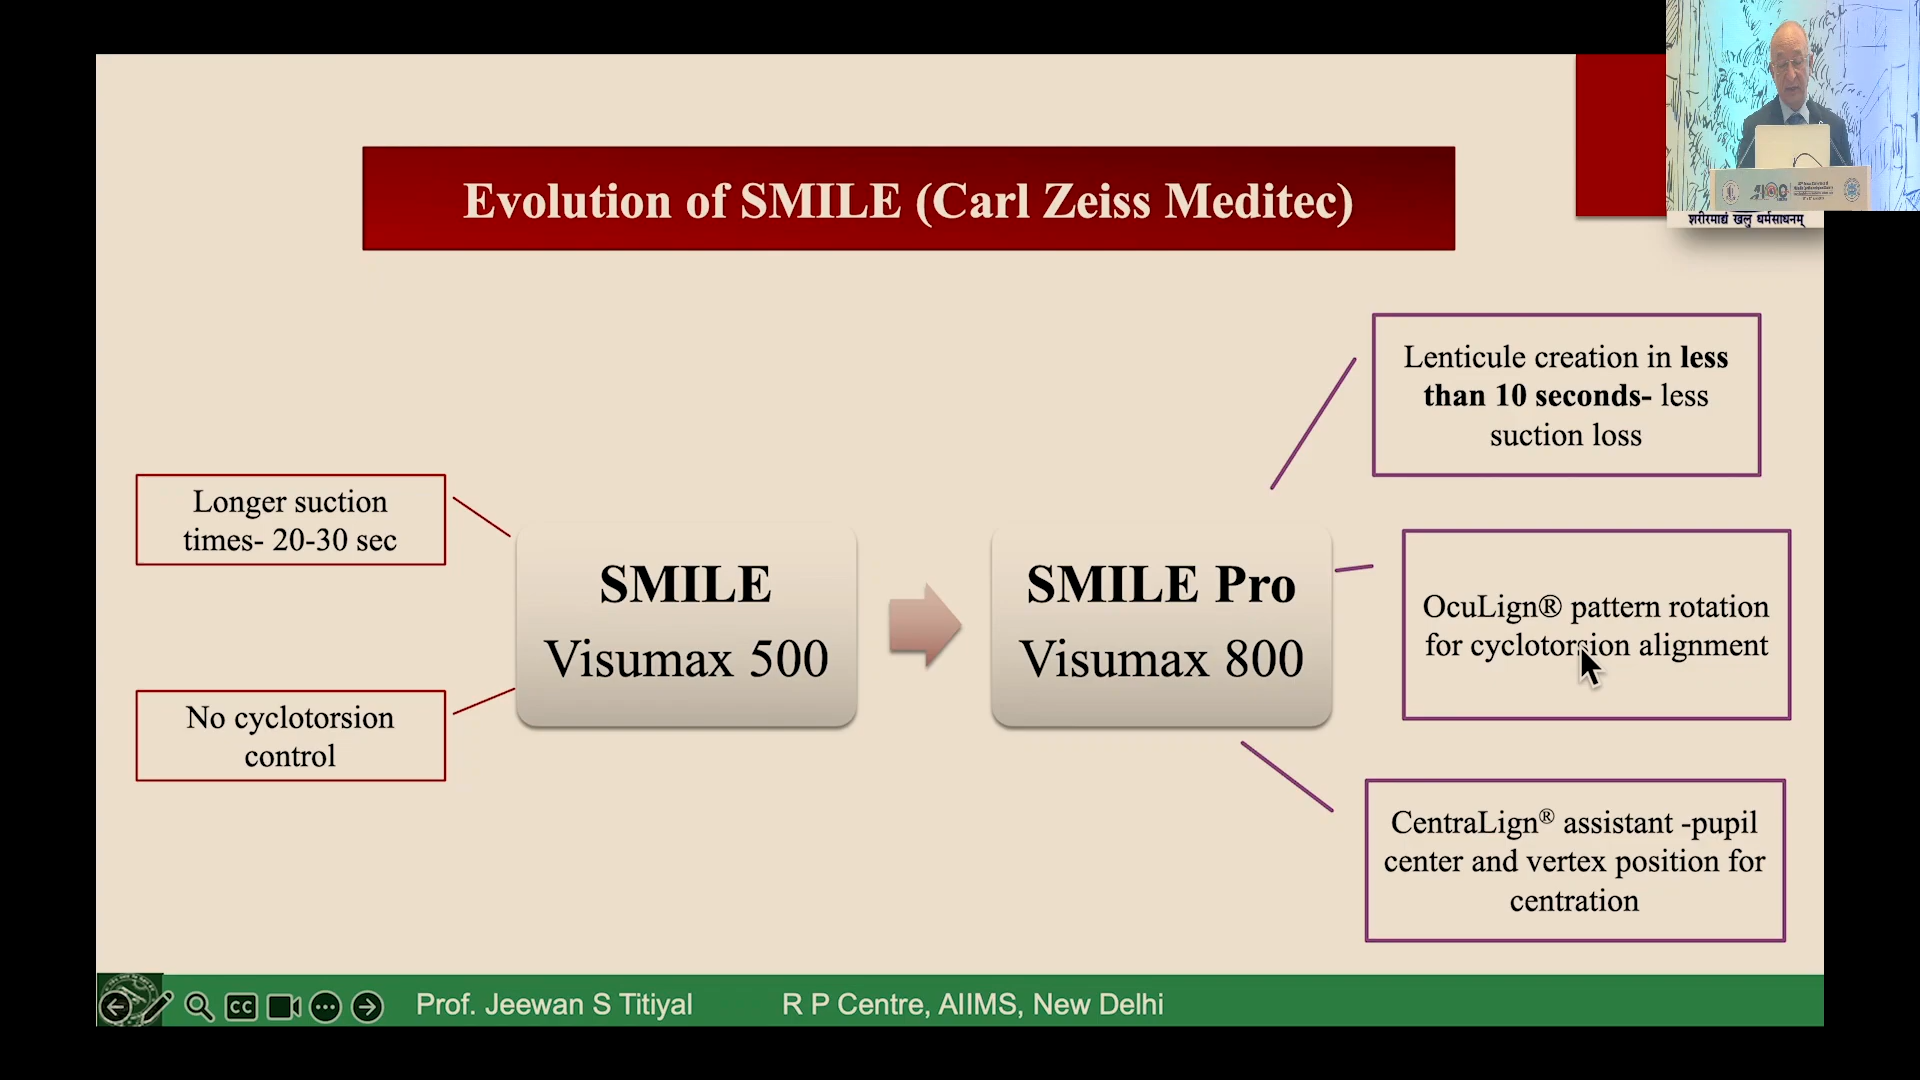 Evolution of SMILE (Carl Zeiss Meditec)
शरीरमाद्यं खलु धर्मसाधनम्
Lenticule creation in less
than 10 seconds- less
suction loss
Longer suction
times- 20-30 sec
SMILE
Visumax 500
SMILE Pro
Visumax 800
OcuLign® pattern rotation
for cyclotorsion alignment
No cyclotorsion
control
CentraLign® assistant -pupil
center and vertex position for
centration
CC
Prof. Jeewan S Titiyal
R P Centre, AIIMS, New Delhi